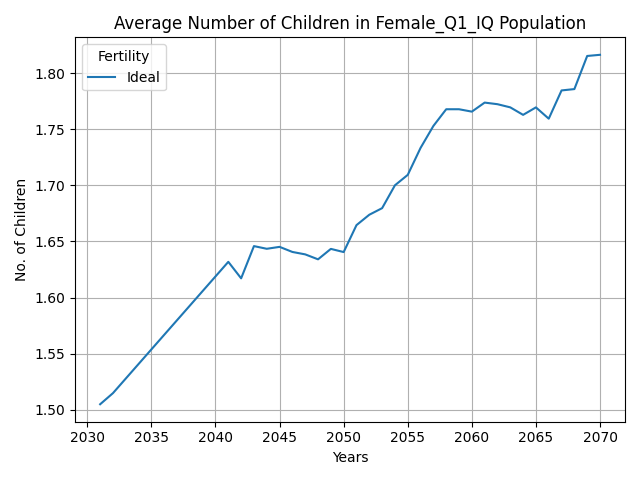 Average Number of Children in Female_Q1_IQ Population
Fertility
Ideal
No. of Children
1.80
1.75
1.70
1.65
1.60
1.55
1.50
2030 2035 2040 2045 2050 2055 2060 2065 2070
Years